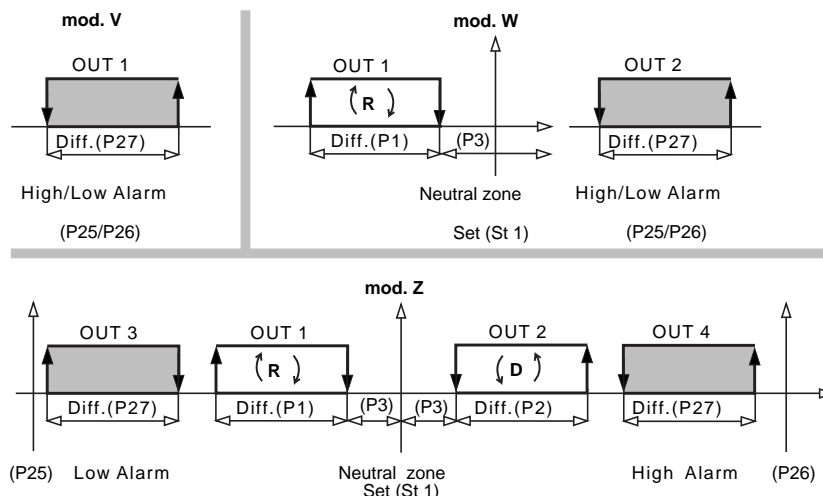 mod. V
OUT 1
Diff.(P27)
High/Low Alarm
(P25/P26)
mod. W
OUT 1
R
Diff.(P1)
(P3)
Neutral zone
Set (St 1)
OUT 2
Diff.(P27)
High/Low Alarm
(P25/P26)
mod. Z
OUT 3
OUT 1
OUT 2
OUT 4
R
D
Diff.(P27)
Diff.(P1)
(P3)
(P3)
Diff.(P2)
Diff.(P27)
(P25)
Low Alarm
Neutral zone
Set (St 1)
High Alarm
(P26)